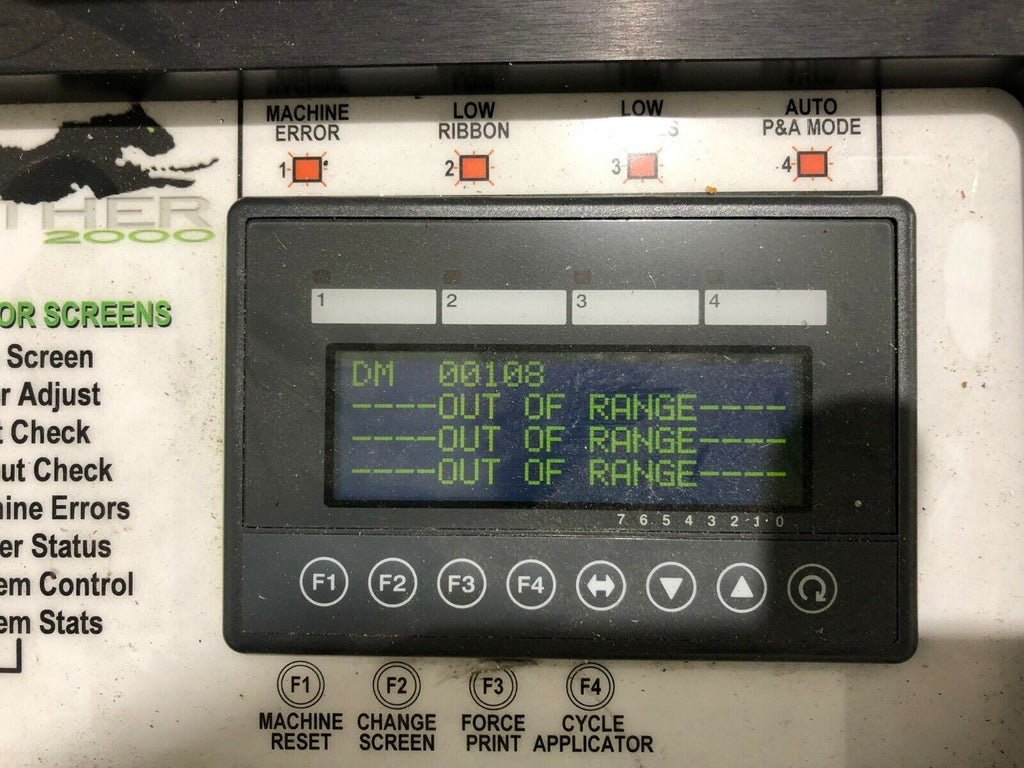 MACHINE
ERROR
1
LOW
RIBBON
2
LOW
3
AUTO
P&A MODE
4
THER
2000
OR SCREENS
Screen
r Adjust
t Check
ut Check
ine Errors
er Status
em Control
em Stats
1 2 3 4
DM 00108
----OUT OF RANGE----
----OUT OF RANGE----
----OUT OF RANGE----
7 6 5 4 3 2 1 0
F1 F2 F3 F4
F1
MACHINE
RESET
F2
CHANGE
SCREEN
F3
FORCE
PRINT
F4
CYCLE
APPLICATOR